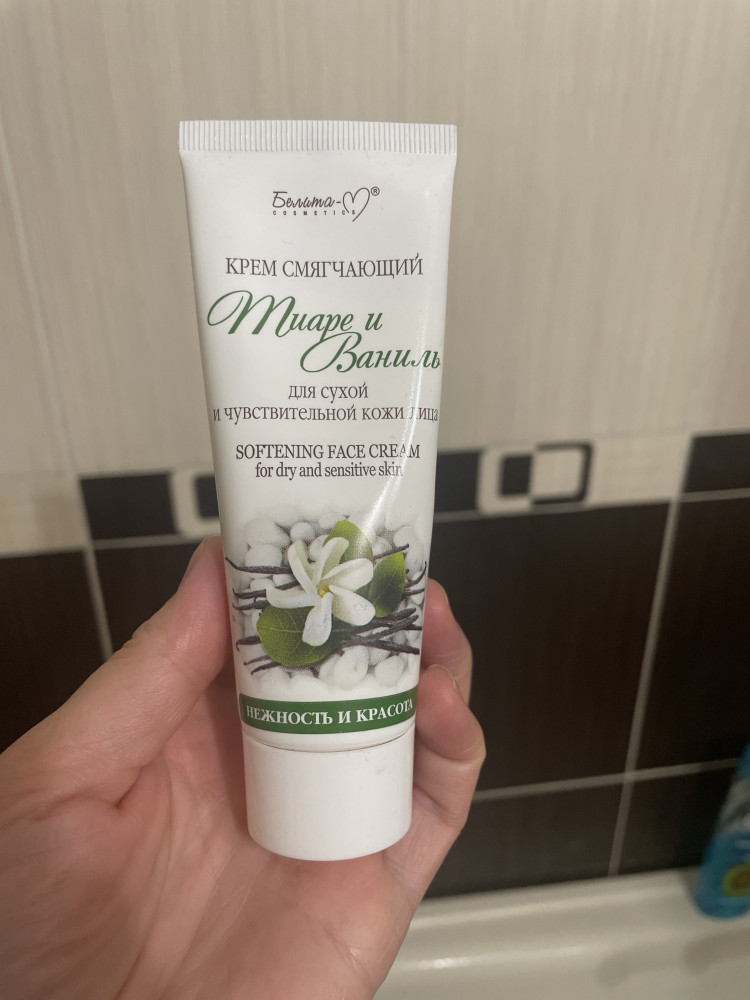 Белита-M®
COSMETICS
КРЕМ СМЯГЧАЮЩИЙ
Тиаре и
Ваниль
ДЛЯ СУХОЙ
И ЧУВСТВИТЕЛЬНОЙ КОЖИ ЛИЦА
SOFTENING FACE CREAM
for dry and sensitive skin
НЕЖНОСТЬ И КРАСОТА